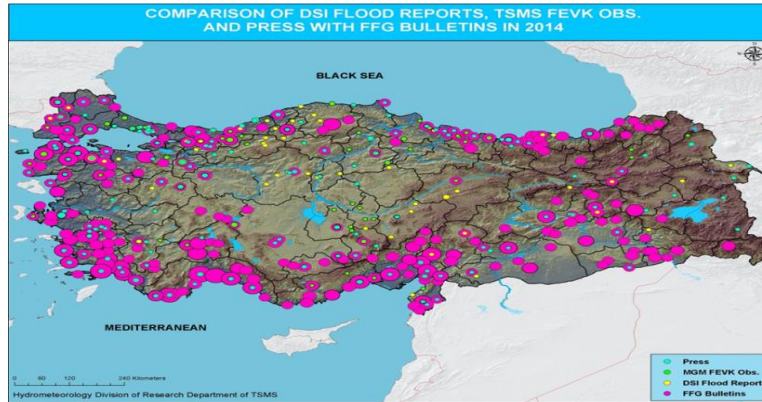 COMPARISON OF DSI FLOOD REPORTS, TSMS FEVK OBS.
AND PRESS WITH FFG BULLETINS IN 2014
BLACK SEA
MEDITERRANEAN
0 60 120 240 Kilometers
Hydrometeorology Division of Research Department of TSMS
Press
MGM FEVK Obs.
DSI Flood Report
FFG Bulletins